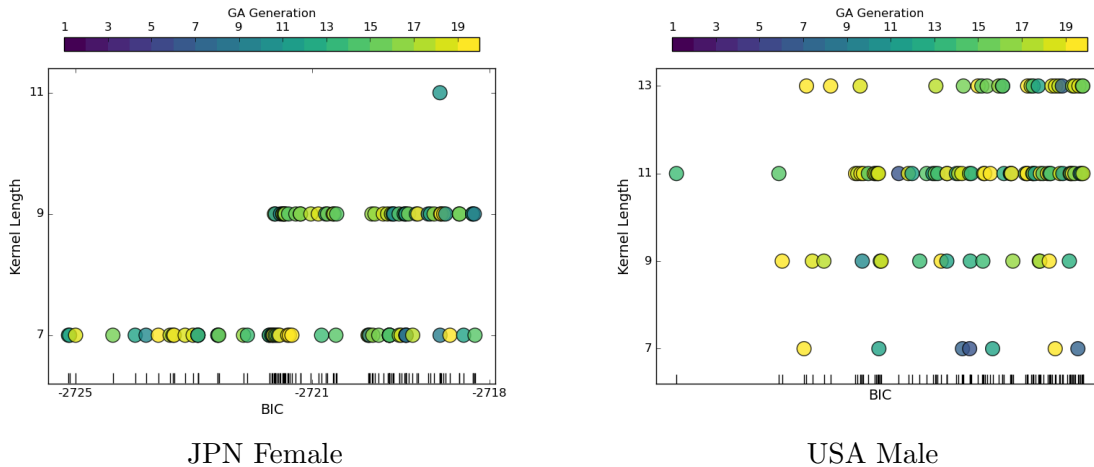 GA Generation
1 3 5 7 9 11 13 15 17 19
11
9
7
Kernel Length
-2725 -2721 -2718
BIC
JPN Female
GA Generation
1 3 5 7 9 11 13 15 17 19
13
11
9
7
Kernel Length
BIC
USA Male